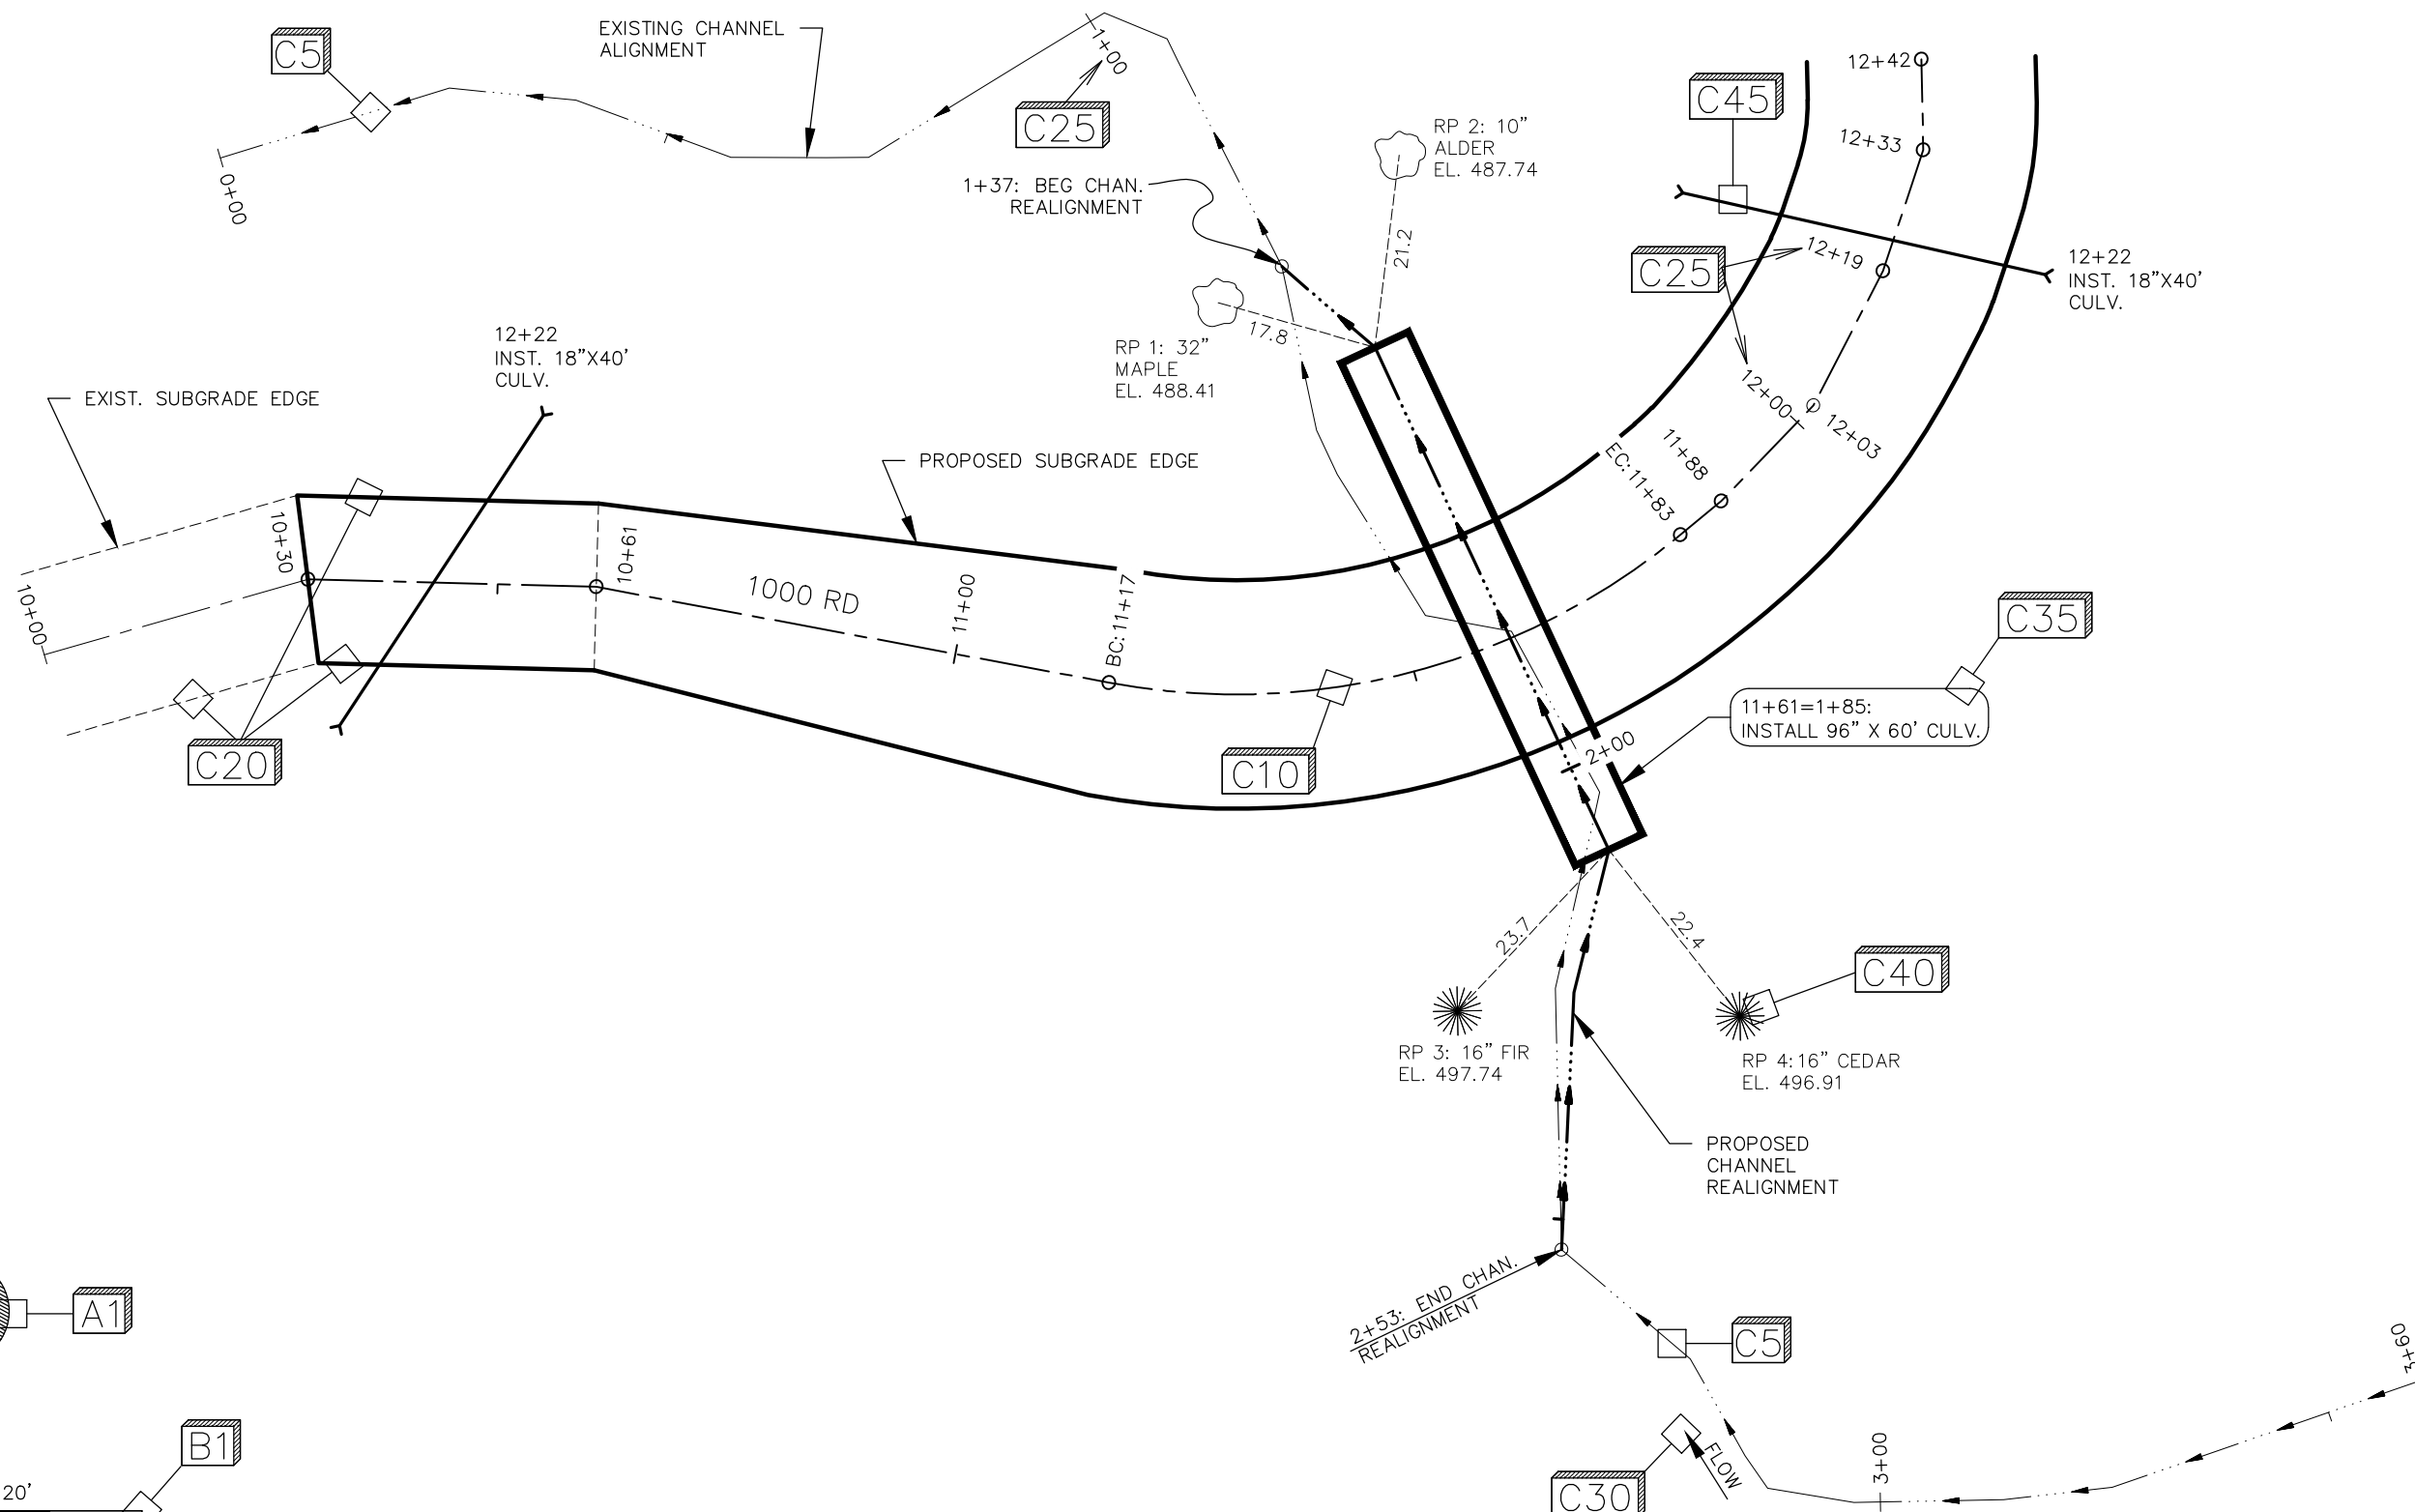 C5
EXISTING CHANNEL
ALIGNMENT
1+00
C25
0+00
1+37: BEG CHAN.
REALIGNMENT
RP 2: 10"
ALDER
EL. 487.74
21.2
C45
12+42
12+33
C25
12+19
12+22
INST. 18"X40'
CULV.
17.8
RP 1: 32"
MAPLE
EL. 488.41
12+22
INST. 18"X40'
CULV.
EXIST. SUBGRADE EDGE
PROPOSED SUBGRADE EDGE
12+00
12+03
11+88
EC:11+83
10+30
10+61
10+00
1000 RD
11+00
BC:11+17
C35
11+61=1+85:
INSTALL 96" X 60' CULV.
C20
C10
2+00
23.7
22.4
C40
RP 3: 16" FIR
EL. 497.74
RP 4:16" CEDAR
EL. 496.91
PROPOSED
CHANNEL
REALIGNMENT
2+53: END CHAN.
REALIGNMENT
A1
C5
3+60
B1
20'
FLOW
C30
3+00